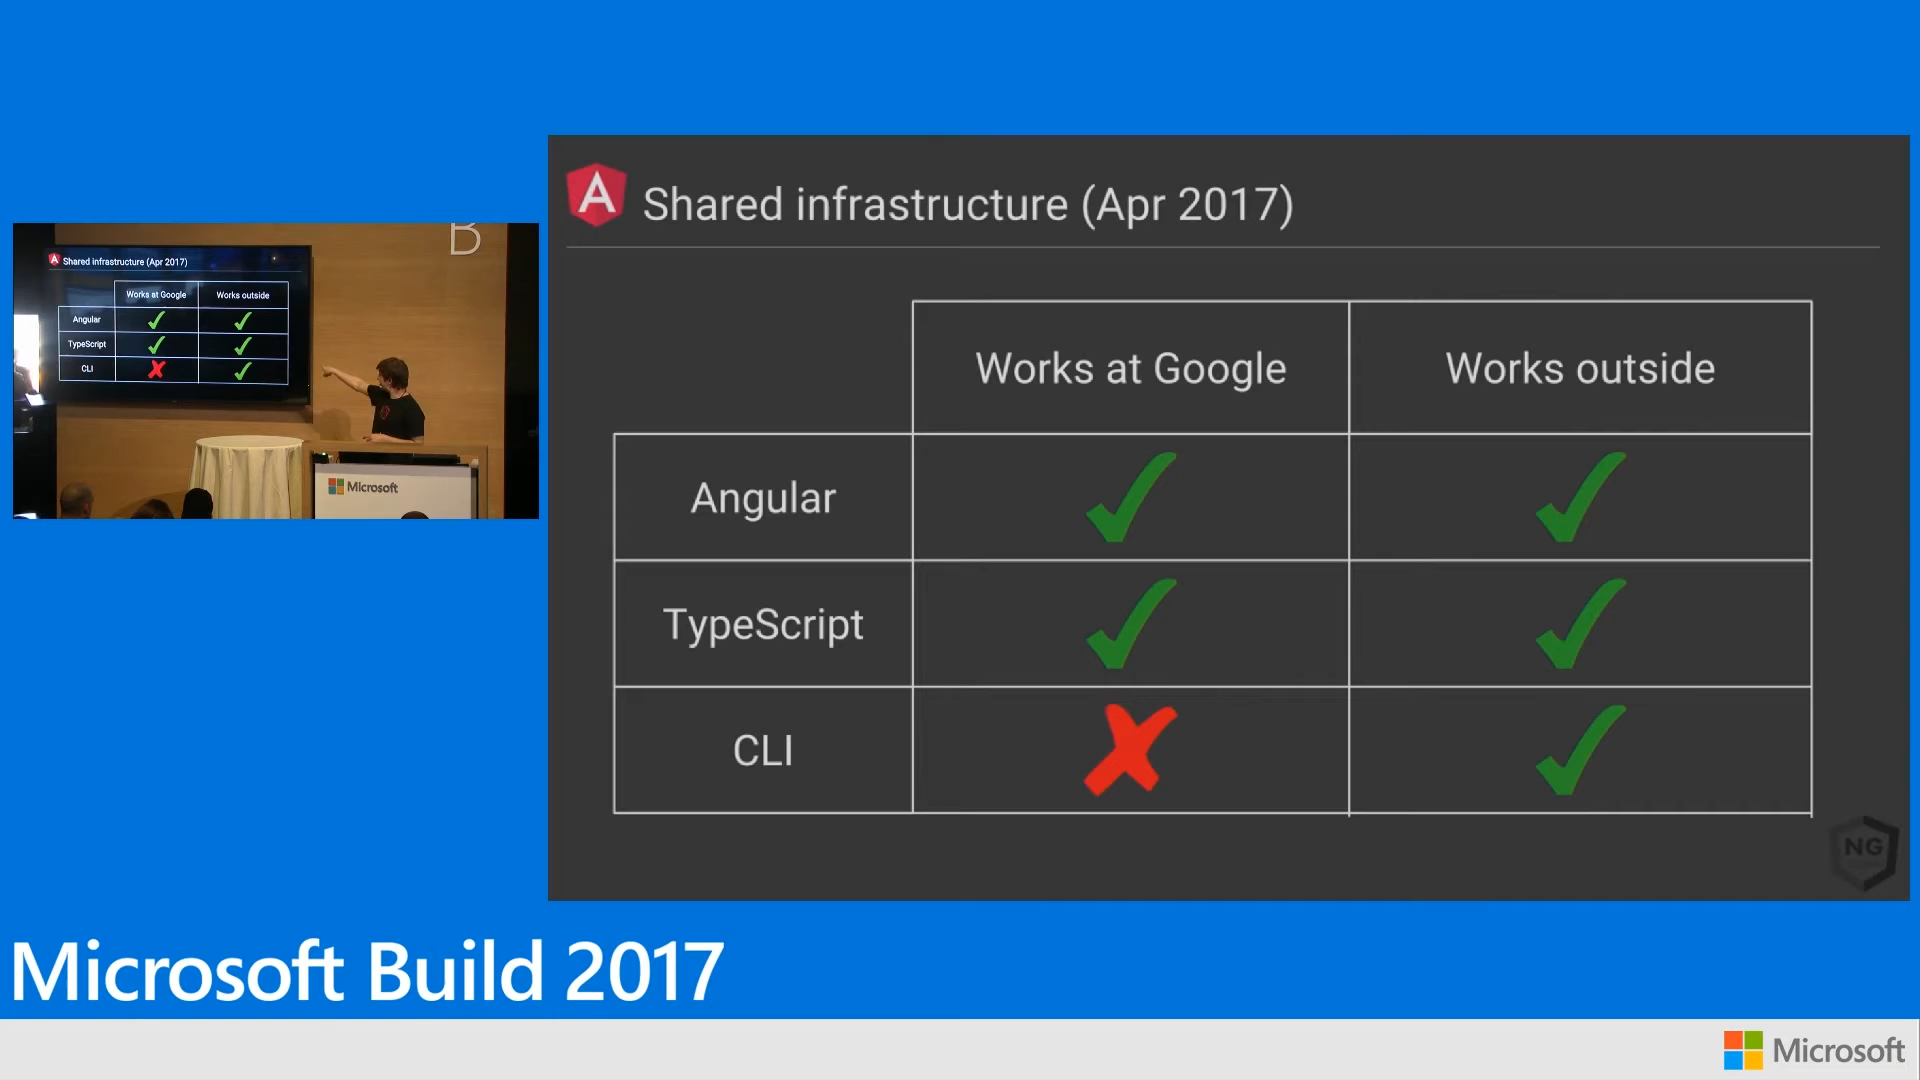 B
Shared infrastructure (Apr 2017)
Works at Google Works outside
Angular
TypeScript
CLI
Microsoft
Shared infrastructure (Apr 2017)
Works at Google Works outside
Angular
TypeScript
CLI
NG
Microsoft Build 2017
Microsoft